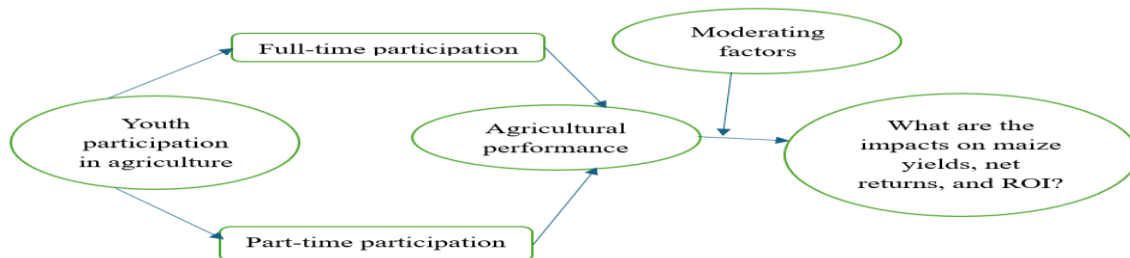 Full-time participation
Moderating
factors
Youth
participation
in agriculture
Agricultural
performance
What are the
impacts on maize
yields, net
returns, and ROI?
Part-time participation